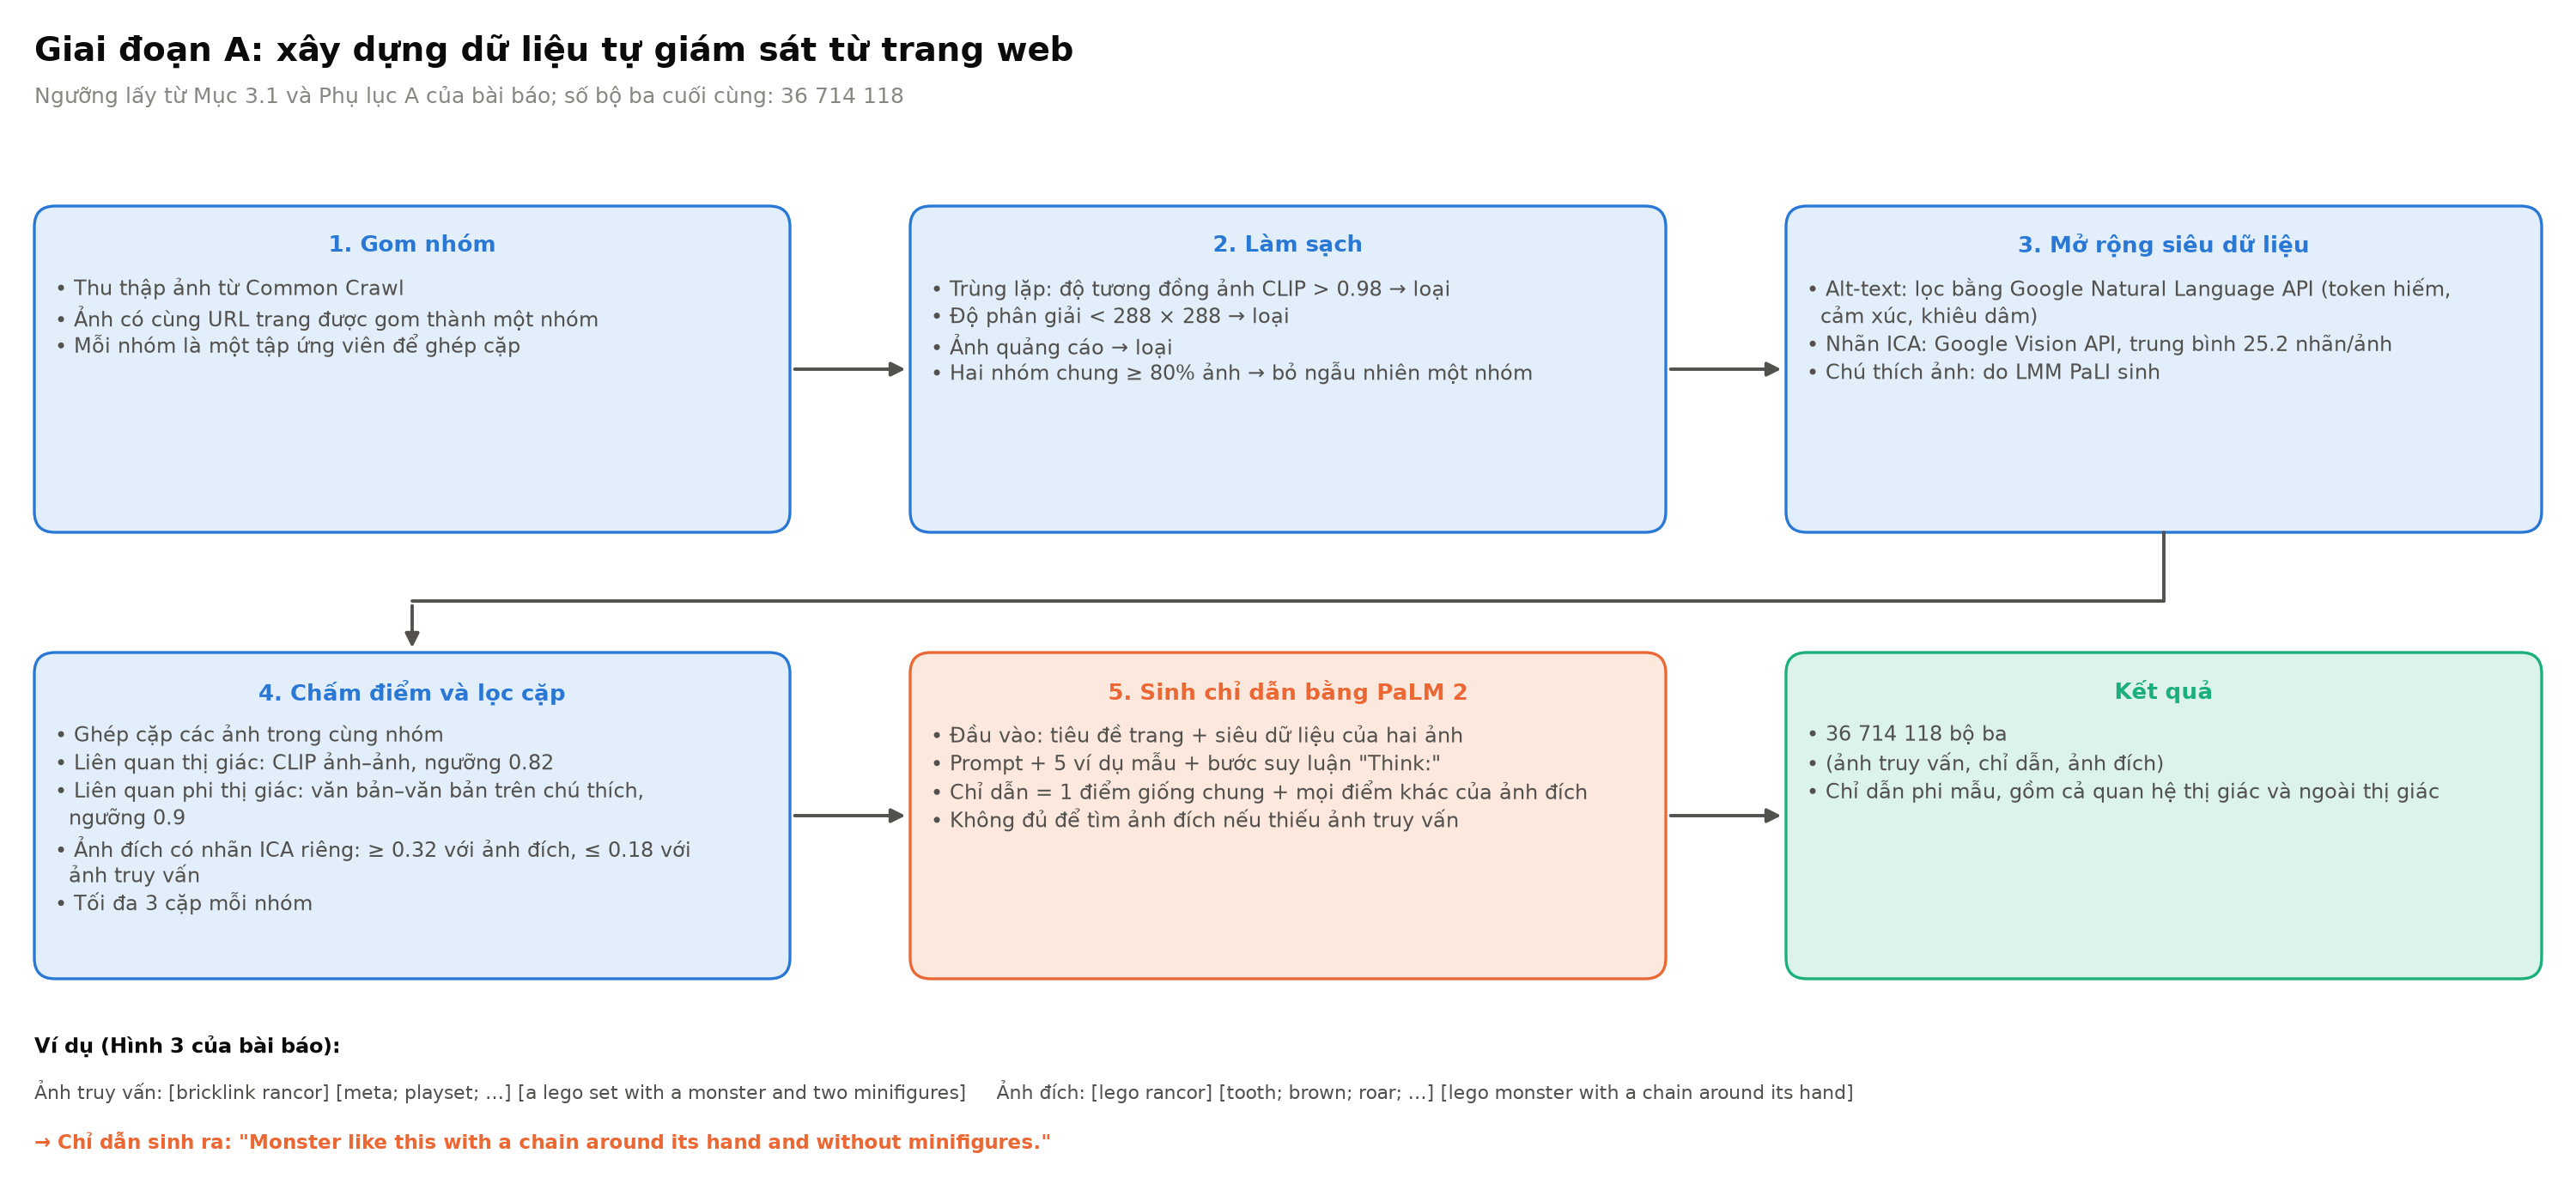 Giai đoạn A: xây dựng dữ liệu tự giám sát từ trang web
Ngưỡng lấy từ Mục 3.1 và Phụ lục A của bài báo; số bộ ba cuối cùng: 36 714 118
1. Gom nhóm
• Thu thập ảnh từ Common Crawl
• Ảnh có cùng URL trang được gom thành một nhóm
• Mỗi nhóm là một tập ứng viên để ghép cặp
2. Làm sạch
• Trùng lặp: độ tương đồng ảnh CLIP > 0.98 → loại
• Độ phân giải < 288 × 288 → loại
• Ảnh quảng cáo → loại
• Hai nhóm chung ≥ 80% ảnh → bỏ ngẫu nhiên một nhóm
3. Mở rộng siêu dữ liệu
• Alt-text: lọc bằng Google Natural Language API (token hiếm,
cảm xúc, khiêu dâm)
• Nhãn ICA: Google Vision API, trung bình 25.2 nhãn/ảnh
• Chú thích ảnh: do LMM PaLI sinh
4. Chấm điểm và lọc cặp
• Ghép cặp các ảnh trong cùng nhóm
• Liên quan thị giác: CLIP ảnh–ảnh, ngưỡng 0.82
• Liên quan phi thị giác: văn bản–văn bản trên chú thích,
ngưỡng 0.9
• Ảnh đích có nhãn ICA riêng: ≥ 0.32 với ảnh đích, ≤ 0.18 với
ảnh truy vấn
• Tối đa 3 cặp mỗi nhóm
5. Sinh chỉ dẫn bằng PaLM 2
• Đầu vào: tiêu đề trang + siêu dữ liệu của hai ảnh
• Prompt + 5 ví dụ mẫu + bước suy luận "Think:"
• Chỉ dẫn = 1 điểm giống chung + mọi điểm khác của ảnh đích
• Không đủ để tìm ảnh đích nếu thiếu ảnh truy vấn
Kết quả
• 36 714 118 bộ ba
• (ảnh truy vấn, chỉ dẫn, ảnh đích)
• Chỉ dẫn phi mẫu, gồm cả quan hệ thị giác và ngoài thị giác
Ví dụ (Hình 3 của bài báo):
Ảnh truy vấn: [bricklink rancor] [meta; playset; ...] [a lego set with a monster and two minifigures] Ảnh đích: [lego rancor] [tooth; brown; roar; ...] [lego monster with a chain around its hand]
→ Chỉ dẫn sinh ra: "Monster like this with a chain around its hand and without minifigures."